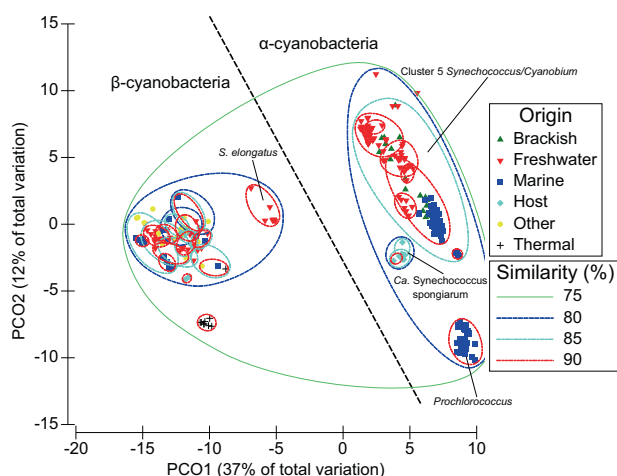 15
10
5
0
-5
-10
-15
PCO2 (12% of total variation)
-20
-15
-10
-5
0
5
10
PCO1 (37% of total variation)
α-cyanobacteria
β-cyanobacteria
Cluster 5 Synechococcus/Cyanobium
S. elongatus
Ca. Synechococcus
spongiarum
Prochlorococcus
Origin
Brackish
Freshwater
Marine
Host
Other
Thermal
Similarity (%)
75
80
85
90